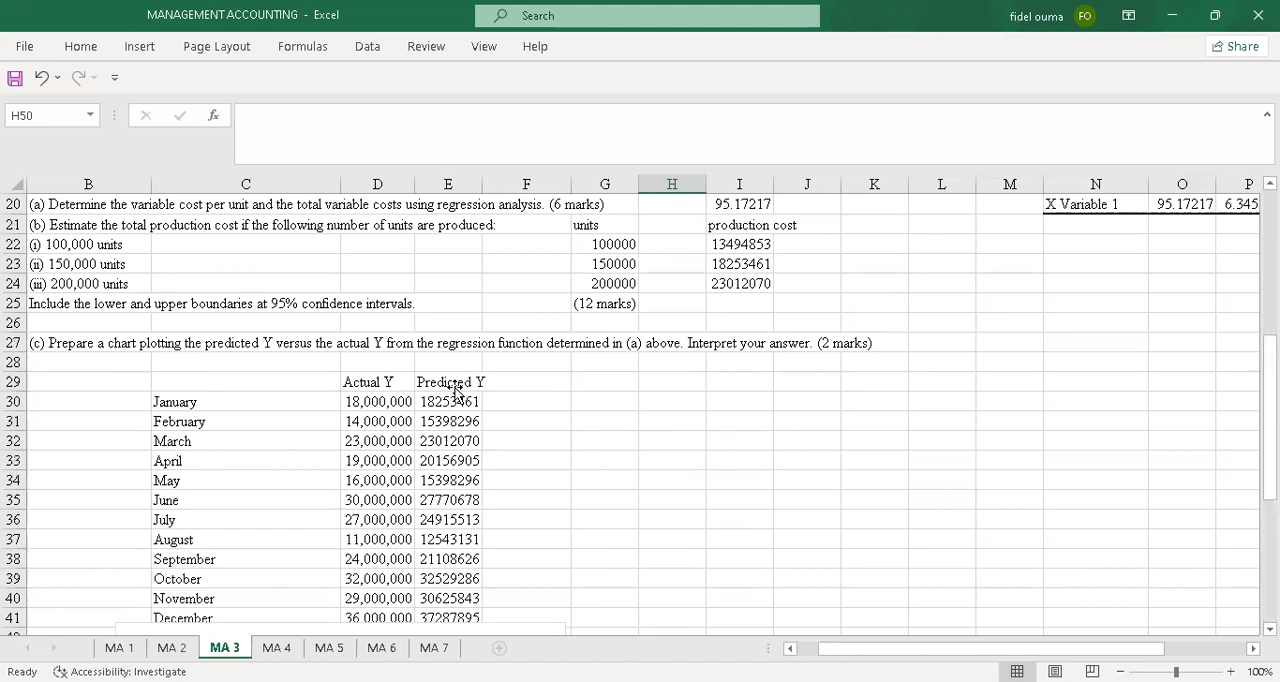 MANAGEMENT ACCOUNTING - Excel
Search
fidel ouma FO
File Home Insert Page Layout Formulas Data Review View Help Share
H50 fx
B C D E F G H I J K L M N O P
20 (a) Determine the variable cost per unit and the total variable costs using regression analysis. (6 marks) 95.17217 X Variable 1 95.17217 6.345
21 (b) Estimate the total production cost if the following number of units are produced: units production cost
22 (i) 100,000 units 100000 13494853
23 (ii) 150,000 units 150000 18253461
24 (iii) 200,000 units 200000 23012070
25 Include the lower and upper boundaries at 95% confidence intervals. (12 marks)
26
27 (c) Prepare a chart plotting the predicted Y versus the actual Y from the regression function determined in (a) above. Interpret your answer. (2 marks)
28
29 Actual Y Predicted Y
30 January 18,000,000 18253461
31 February 14,000,000 15398296
32 March 23,000,000 23012070
33 April 19,000,000 20156905
34 May 16,000,000 15398296
35 June 30,000,000 27770678
36 July 27,000,000 24915513
37 August 11,000,000 12543131
38 September 24,000,000 21108626
39 October 32,000,000 32529286
40 November 29,000,000 30625843
41 December 36,000,000 37287895
MA 1 MA 2 MA 3 MA 4 MA 5 MA 6 MA 7
Ready Accessibility: Investigate 100%